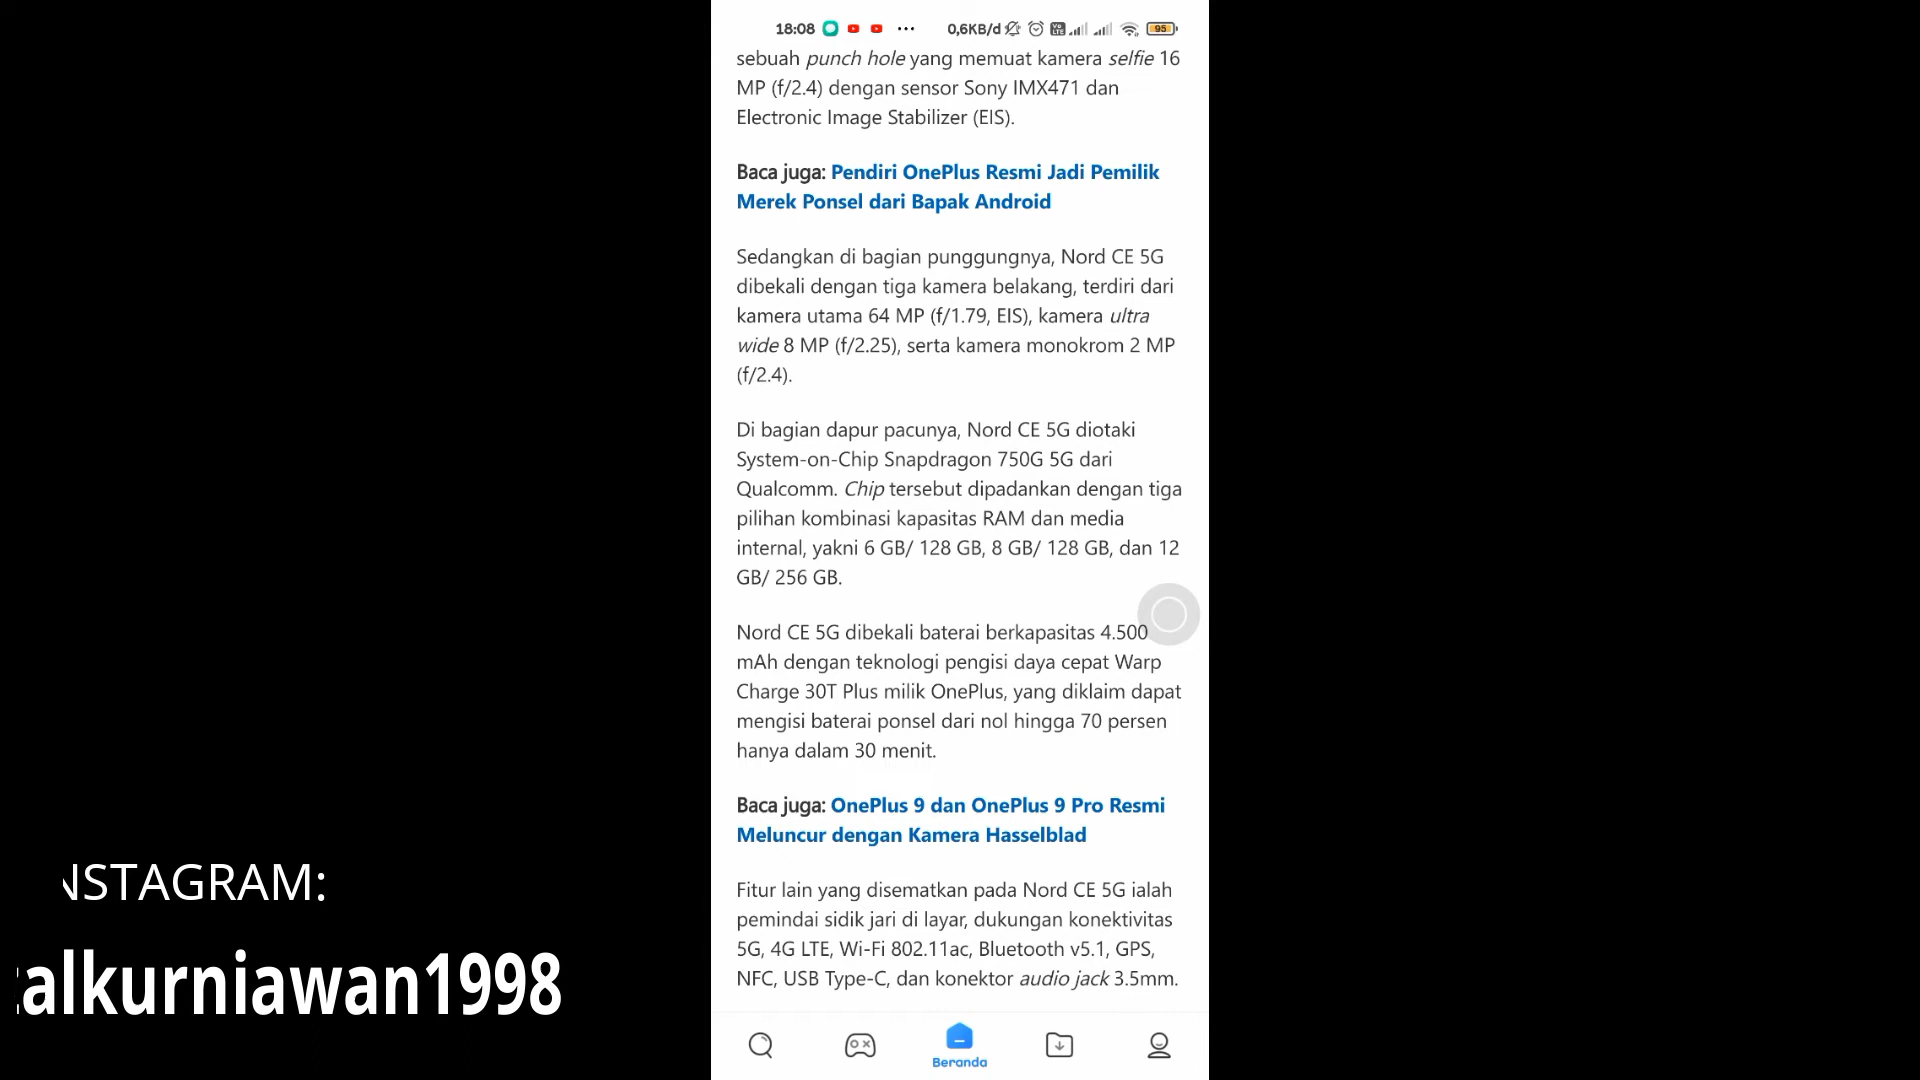 18:08 ... 0,6KB/d 95
sebuah punch hole yang memuat kamera selfie 16
MP (f/2.4) dengan sensor Sony IMX471 dan
Electronic Image Stabilizer (EIS).
Baca juga: Pendiri OnePlus Resmi Jadi Pemilik
Merek Ponsel dari Bapak Android
Sedangkan di bagian punggungnya, Nord CE 5G
dibekali dengan tiga kamera belakang, terdiri dari
kamera utama 64 MP (f/1.79, EIS), kamera ultra
wide 8 MP (f/2.25), serta kamera monokrom 2 MP
(f/2.4).
Di bagian dapur pacunya, Nord CE 5G diotaki
System-on-Chip Snapdragon 750G 5G dari
Qualcomm. Chip tersebut dipadankan dengan tiga
pilihan kombinasi kapasitas RAM dan media
internal, yakni 6 GB/ 128 GB, 8 GB/ 128 GB, dan 12
GB/ 256 GB.
Nord CE 5G dibekali baterai berkapasitas 4.500
mAh dengan teknologi pengisi daya cepat Warp
Charge 30T Plus milik OnePlus, yang diklaim dapat
mengisi baterai ponsel dari nol hingga 70 persen
hanya dalam 30 menit.
Baca juga: OnePlus 9 dan OnePlus 9 Pro Resmi
Meluncur dengan Kamera Hasselblad
Fitur lain yang disematkan pada Nord CE 5G ialah
pemindai sidik jari di layar, dukungan konektivitas
5G, 4G LTE, Wi-Fi 802.11ac, Bluetooth v5.1, GPS,
NFC, USB Type-C, dan konektor audio jack 3.5mm.
Beranda
NSTAGRAM:
talkurniawan1998